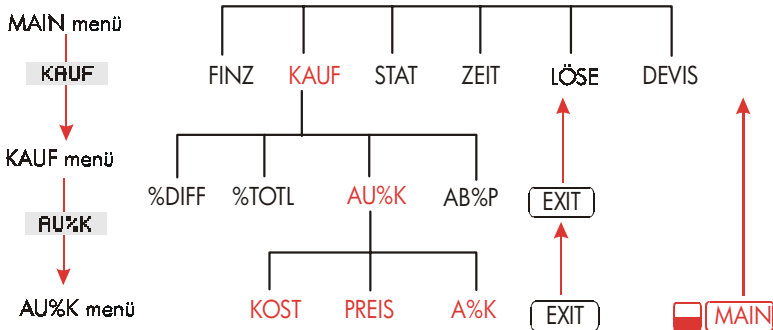 MAIN menü
KAUF
FINZ KAUF STAT ZEIT LÖSE DEVIS
KAUF menü
%DIFF %TOTL AU%K AB%P EXIT
AU%K
AU%K menü KOST PREIS A%K EXIT MAIN